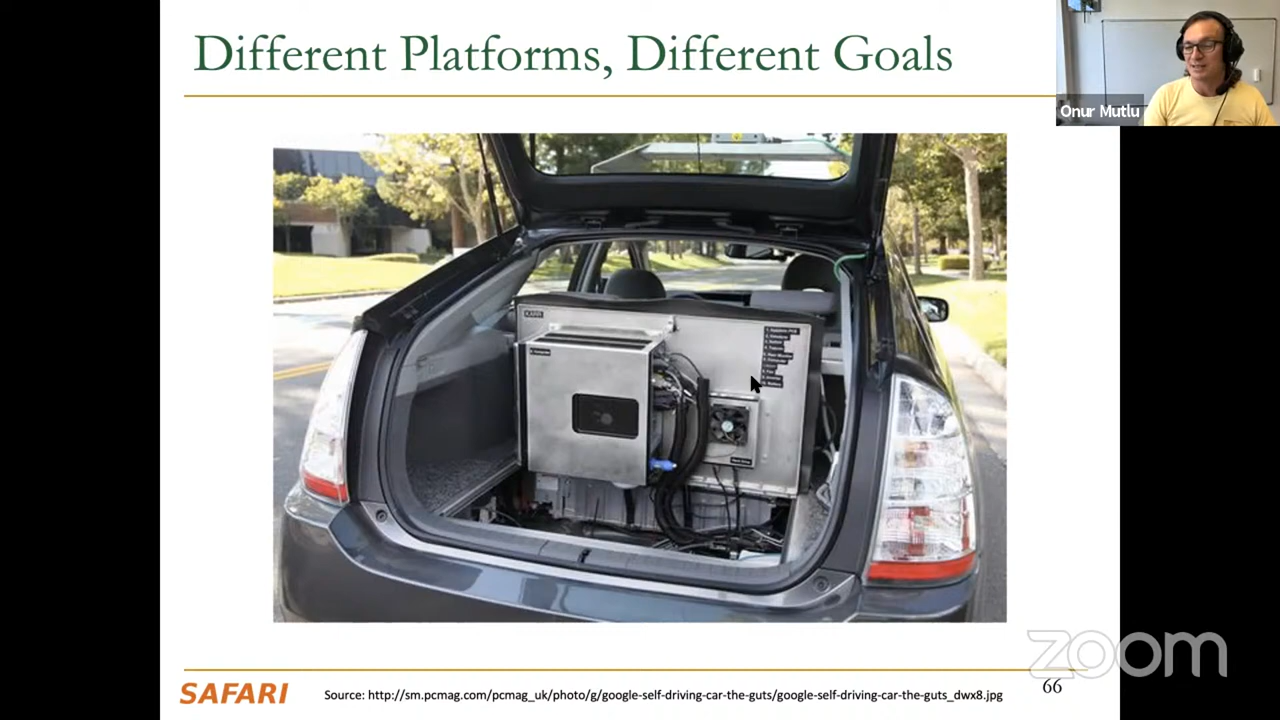 Different Platforms, Different Goals
Onur Mutlu
zoom
SAFARI
Source: http://sm.pcmag.com/pcmag_uk/photo/g/google-self-driving-car-the-guts/google-self-driving-car-the-guts_dwx8.jpg
66